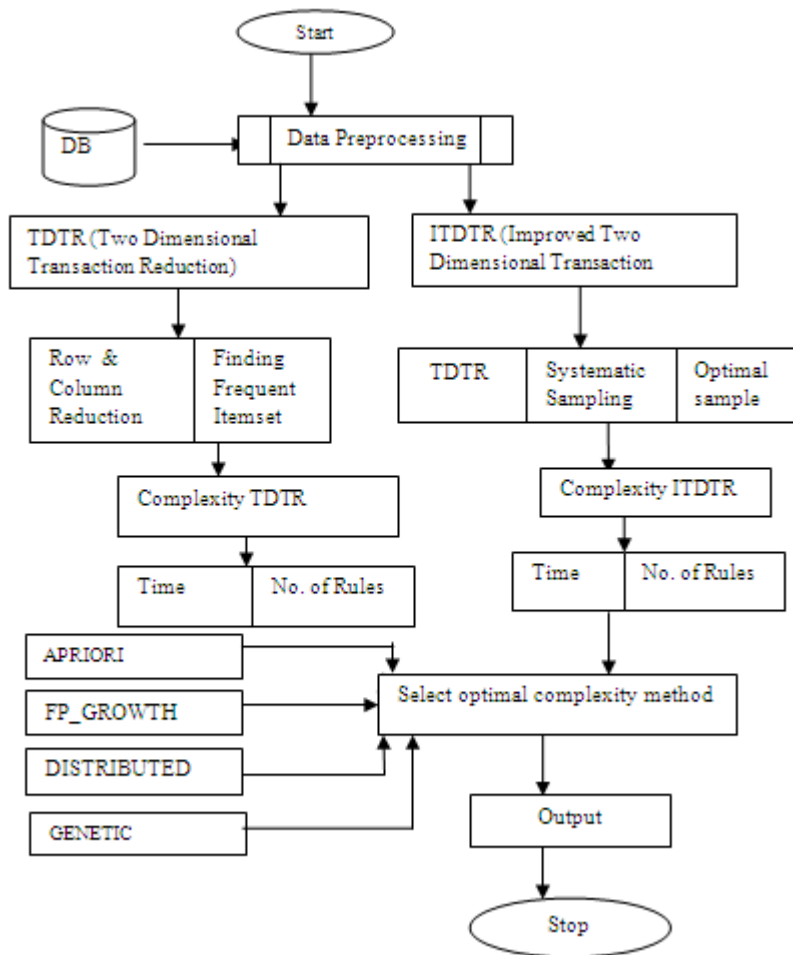 Start
DB
Data Preprocessing
TDTR (Two Dimensional
Transaction Reduction)
ITDTR (Improved Two
Dimensional Transaction
Row &
Column
Reduction
Finding
Frequent
Itemset
TDTR
Systematic
Sampling
Optimal
sample
Complexity TDTR
Complexity ITDTR
Time
No. of Rules
Time
No. of Rules
APRIORI
FP_GROWTH
DISTRIBUTED
GENETIC
Select optimal complexity method
Output
Stop